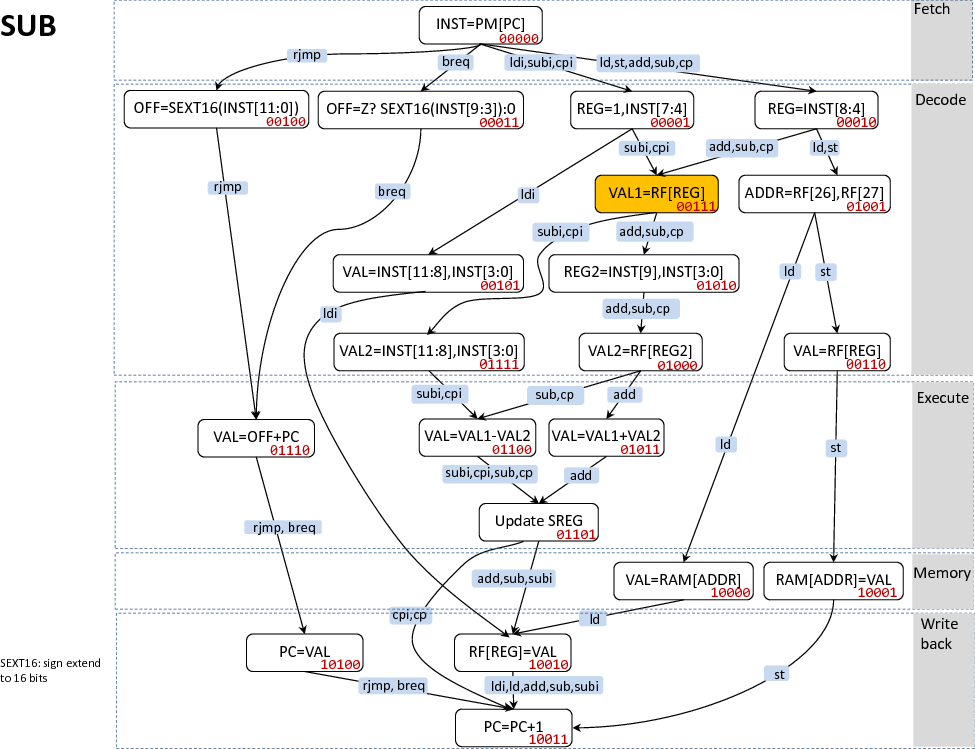 SUB
Fetch
INST=PM[PC]
00000
rjmp
breq
ldi,subi,cpi
ld,st,add,sub,cp
Decode
OFF=SEXT16(INST[11:0])
00100
OFF=Z? SEXT16(INST[9:3]):0
00011
REG=1,INST[7:4]
00001
REG=INST[8:4]
00010
subi,cpi
add,sub,cp
ld,st
rjmp
breq
ldi
VAL1=RF[REG]
00111
ADDR=RF[26],RF[27]
01001
subi,cpi
add,sub,cp
VAL=INST[11:8],INST[3:0]
00101
REG2=INST[9],INST[3:0]
01010
ld
st
ldi
add,sub,cp
VAL2=INST[11:8],INST[3:0]
01111
VAL2=RF[REG2]
01000
VAL=RF[REG]
00110
Execute
subi,cpi
sub,cp
add
VAL=OFF+PC
01110
VAL=VAL1-VAL2
01100
VAL=VAL1+VAL2
01011
ld
st
subi,cpi,sub,cp
add
Update SREG
01101
rjmp, breq
Memory
add,sub,subi
VAL=RAM[ADDR]
10000
RAM[ADDR]=VAL
10001
cpi,cp
ld
Write
back
PC=VAL
10100
RF[REG]=VAL
10010
SEXT16: sign extend
to 16 bits
rjmp, breq
ldi,ld,add,sub,subi
st
PC=PC+1
10011